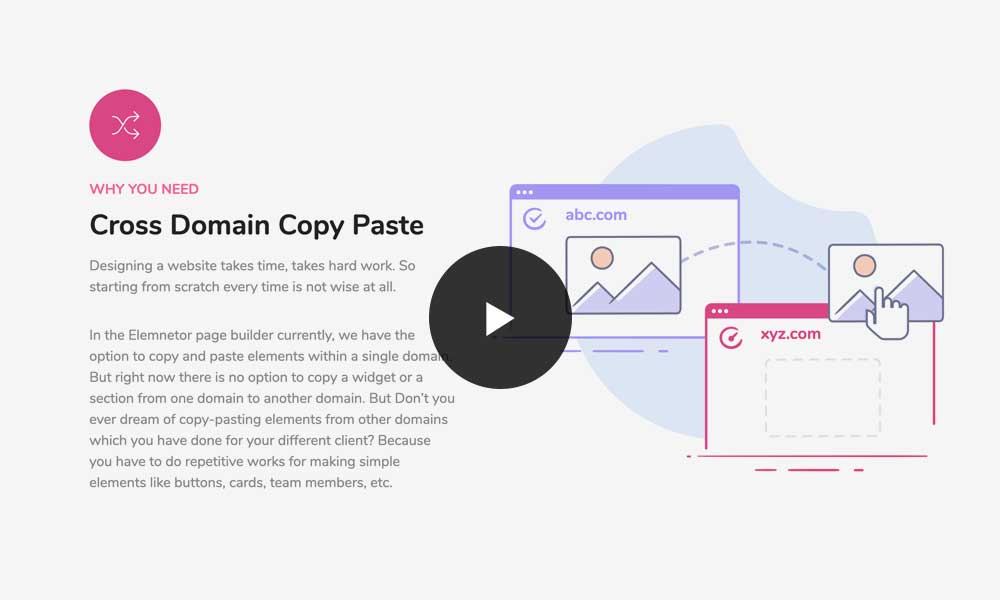 WHY YOU NEED
Cross Domain Copy Paste
Designing a website takes time, takes hard work. So
starting from scratch every time is not wise at all.
In the Elemnetor page builder currently, we have the
option to copy and paste elements within a single domain.
But right now there is no option to copy a widget or a
section from one domain to another domain. But Don't you
ever dream of copy-pasting elements from other domains
which you have done for your different client? Because
you have to do repetitive works for making simple
elements like buttons, cards, team members, etc.
abc.com
xyz.com